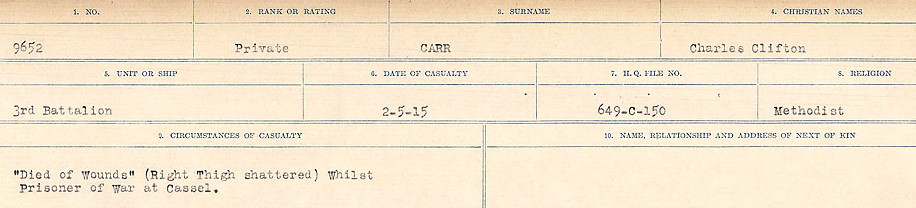 1. NO. 2. RANK OR RATING 3. SURNAME 4. CHRISTIAN NAMES
9652 Private CARR Charles Clifton
5. UNIT OR SHIP 6. DATE OF CASUALTY 7. H.Q. FILE NO. 8. RELIGION
3rd Battalion 2-5-15 649-C-150 Methodist
9. CIRCUMSTANCES OF CASUALTY 10. NAME, RELATIONSHIP AND ADDRESS OF NEXT OF KIN
"Died of Wounds" (Right Thigh shattered) Whilst
Prisoner of War at Cassel.